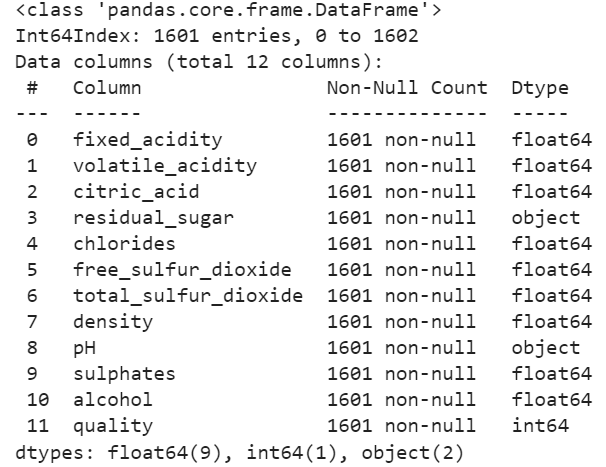 <class 'pandas.core.frame.DataFrame'>
Int64Index: 1601 entries, 0 to 1602
Data columns (total 12 columns):
 #   Column                Non-Null Count  Dtype
---  ------                --------------  -----
 0   fixed_acidity         1601 non-null   float64
 1   volatile_acidity      1601 non-null   float64
 2   citric_acid           1601 non-null   float64
 3   residual_sugar        1601 non-null   object
 4   chlorides             1601 non-null   float64
 5   free_sulfur_dioxide   1601 non-null   float64
 6   total_sulfur_dioxide  1601 non-null   float64
 7   density               1601 non-null   float64
 8   pH                    1601 non-null   object
 9   sulphates             1601 non-null   float64
 10  alcohol               1601 non-null   float64
 11  quality               1601 non-null   int64
dtypes: float64(9), int64(1), object(2)